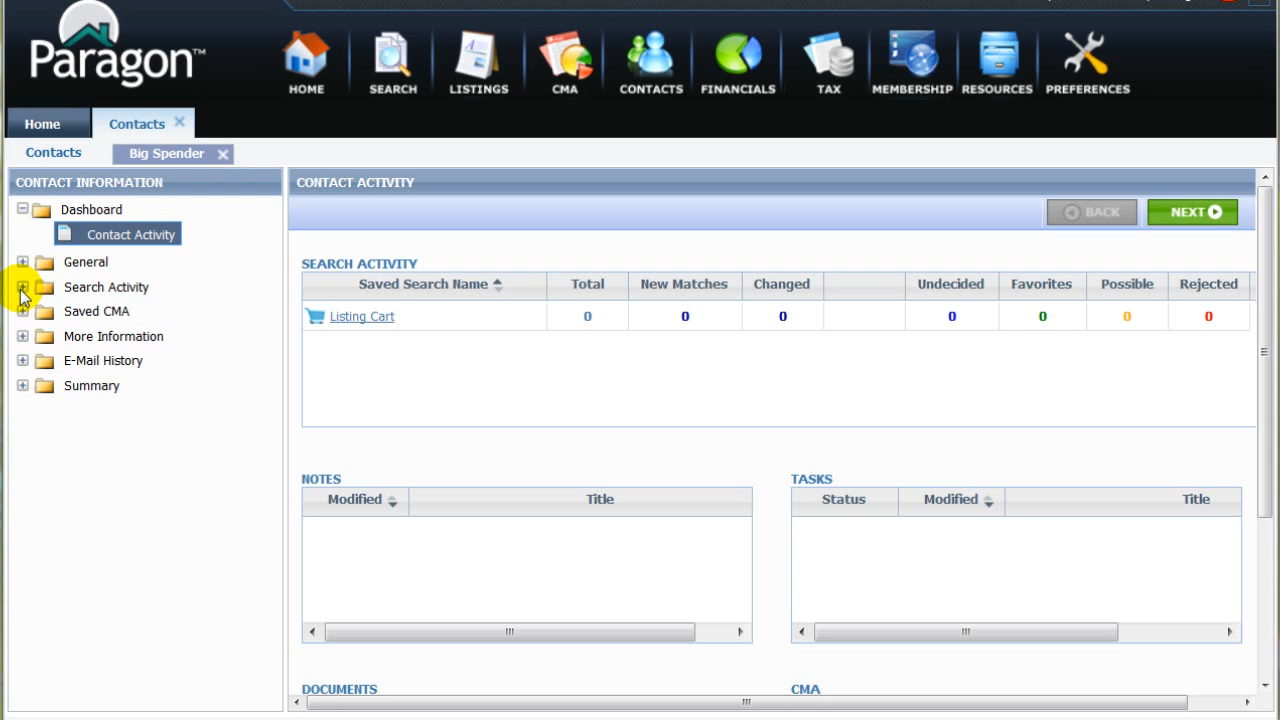 Paragon™
HOME
SEARCH
LISTINGS
CMA
CONTACTS
FINANCIALS
TAX
MEMBERSHIP
RESOURCES
PREFERENCES
Home
Contacts
Contacts
Big Spender
CONTACT INFORMATION
Dashboard
Contact Activity
General
Search Activity
Saved CMA
More Information
E-Mail History
Summary
CONTACT ACTIVITY
BACK
NEXT
SEARCH ACTIVITY
Saved Search Name Total New Matches Changed Undecided Favorites Possible Rejected
Listing Cart 0 0 0 0 0 0 0
NOTES
Modified Title
TASKS
Status Modified Title
DOCUMENTS
CMA